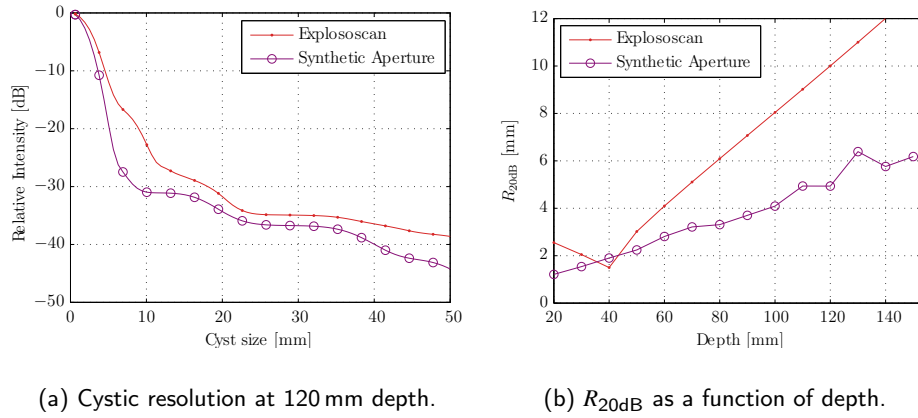 0
−10
−20
−30
−40
−50
Relative Intensity [dB]
Explososcan
Synthetic Aperture
0 10 20 30 40 50
Cyst size [mm]
(a) Cystic resolution at 120 mm depth.
12
10
8
6
4
2
0
R20dB [mm]
Explososcan
Synthetic Aperture
20 40 60 80 100 120 140
Depth [mm]
(b) R20dB as a function of depth.